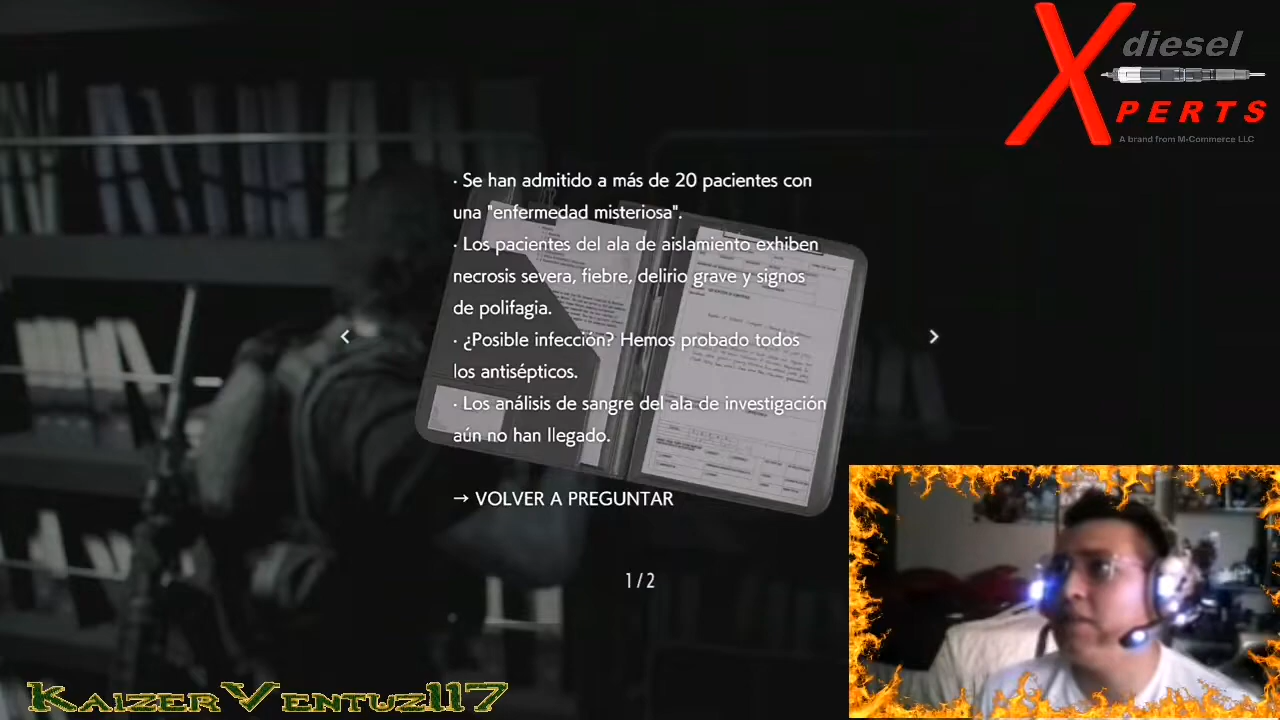 diesel
XPERTS
A brand from M-Commerce LLC
· Se han admitido a más de 20 pacientes con
una "enfermedad misteriosa".
· Los pacientes del ala de aislamiento exhiben
necrosis severa, fiebre, delirio grave y signos
de polifagia.
· ¿Posible infección? Hemos probado todos
los antisépticos.
· Los análisis de sangre del ala de investigación
aún no han llegado.
→ VOLVER A PREGUNTAR
1 / 2
KaizerVentuz117